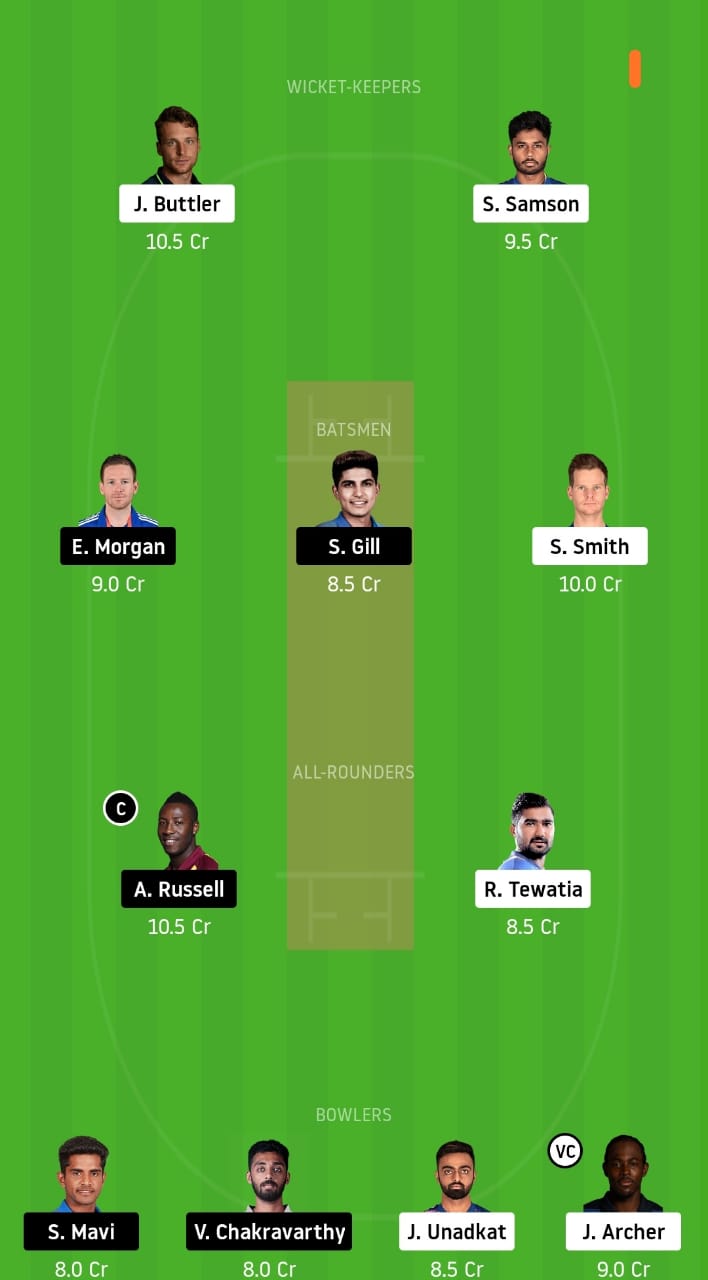 WICKET-KEEPERS
J. Buttler
S. Samson
10.5 Cr
9.5 Cr
BATSMEN
E. Morgan
S. Gill
S. Smith
9.0 Cr
8.5 Cr
10.0 Cr
ALL-ROUNDERS
C
A. Russell
R. Tewatia
10.5 Cr
8.5 Cr
BOWLERS
VC
S. Mavi
V. Chakravarthy
J. Unadkat
J. Archer
8.0 Cr
8.0 Cr
8.5 Cr
9.0 Cr